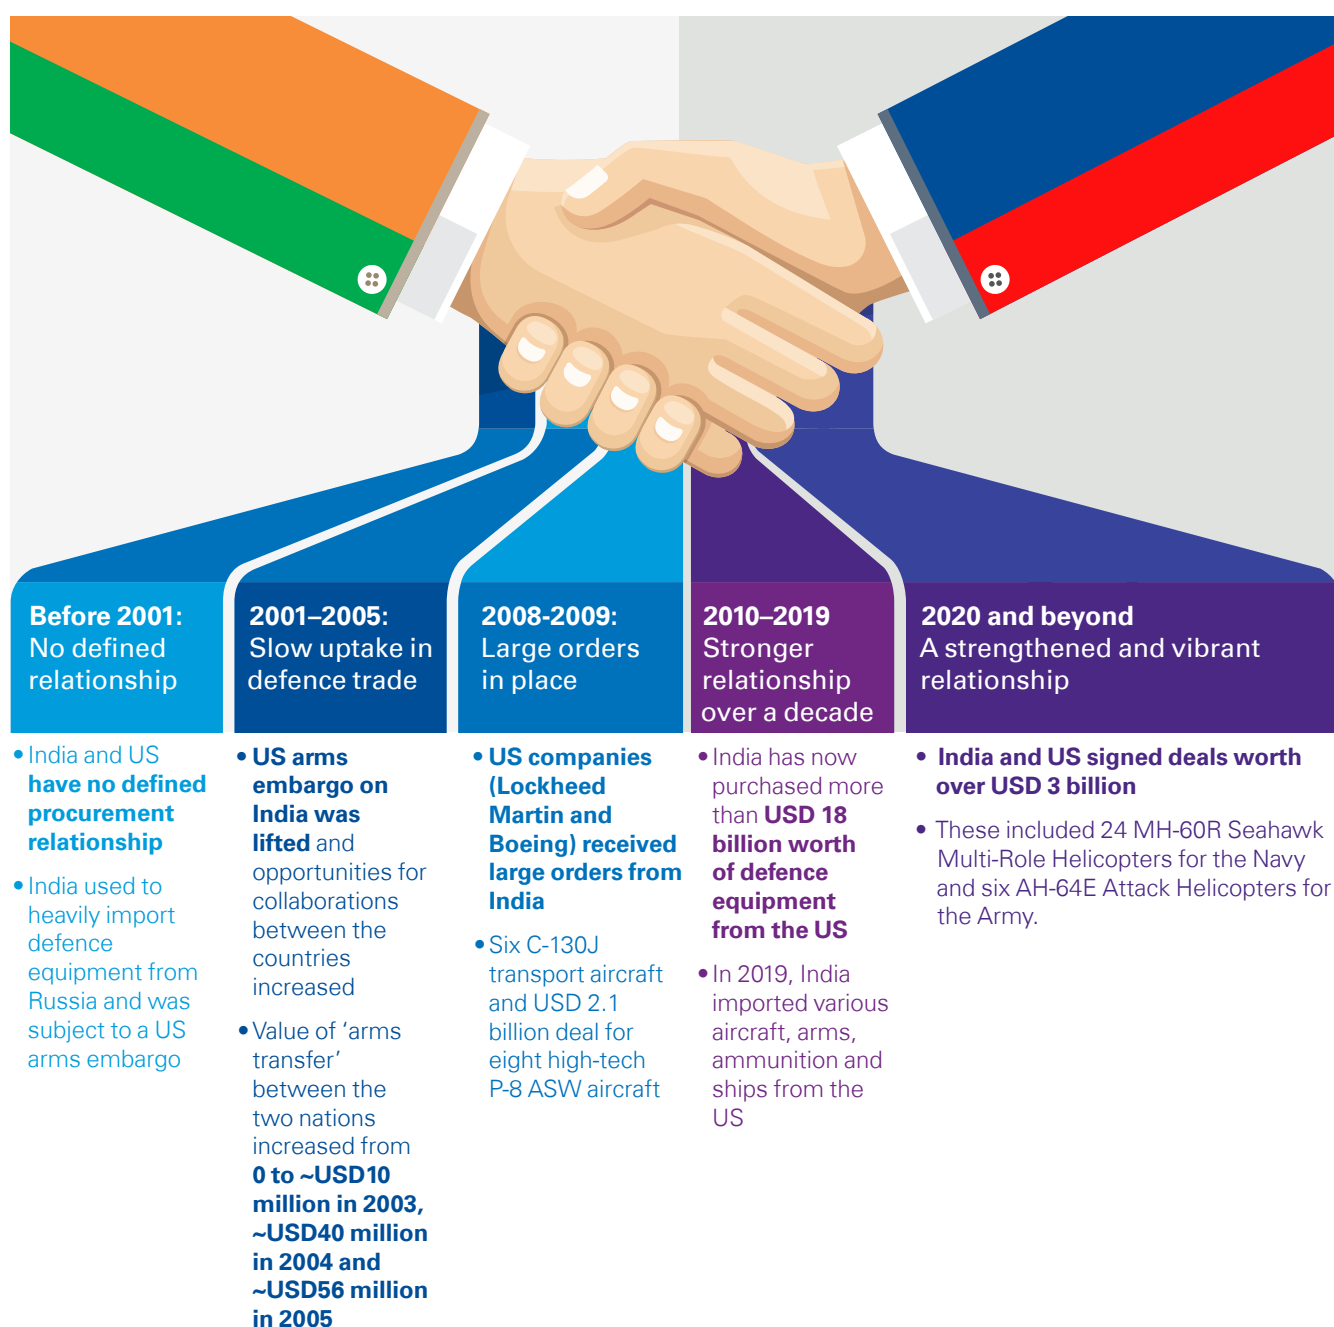 Before 2001:
No defined
relationship
• India and US
have no defined
procurement
relationship
• India used to
heavily import
defence
equipment from
Russia and was
subject to a US
arms embargo
2001–2005:
Slow uptake in
defence trade
• US arms
embargo on
India was
lifted and
opportunities for
collaborations
between the
countries
increased
• Value of ‘arms
transfer’
between the
two nations
increased from
0 to ~USD10
million in 2003,
~USD40 million
in 2004 and
~USD56 million
in 2005
2008-2009:
Large orders
in place
• US companies
(Lockheed
Martin and
Boeing) received
large orders from
India
• Six C-130J
transport aircraft
and USD 2.1
billion deal for
eight high-tech
P-8 ASW aircraft
2010–2019
Stronger
relationship
over a decade
• India has now
purchased more
than USD 18
billion worth
of defence
equipment
from the US
• In 2019, India
imported various
aircraft, arms,
ammunition and
ships from the
US
2020 and beyond
A strengthened and vibrant
relationship
• India and US signed deals worth
over USD 3 billion
• These included 24 MH-60R Seahawk
Multi-Role Helicopters for the Navy
and six AH-64E Attack Helicopters for
the Army.